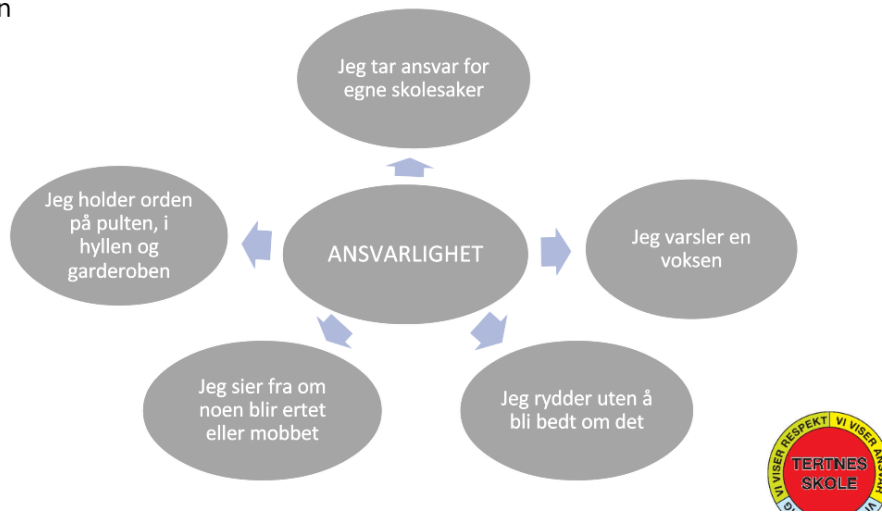 n
Jeg tar ansvar for
egne skolesaker
Jeg holder orden
på pulten, i
hyllen og
garderoben
ANSVARLIGHET
Jeg varsler en
voksen
Jeg sier fra om
noen blir ertet
eller mobbet
Jeg rydder uten å
bli bedt om det
VI VISER RESPEKT
VI VISER ANSVAR
TERTNES
SKOLE